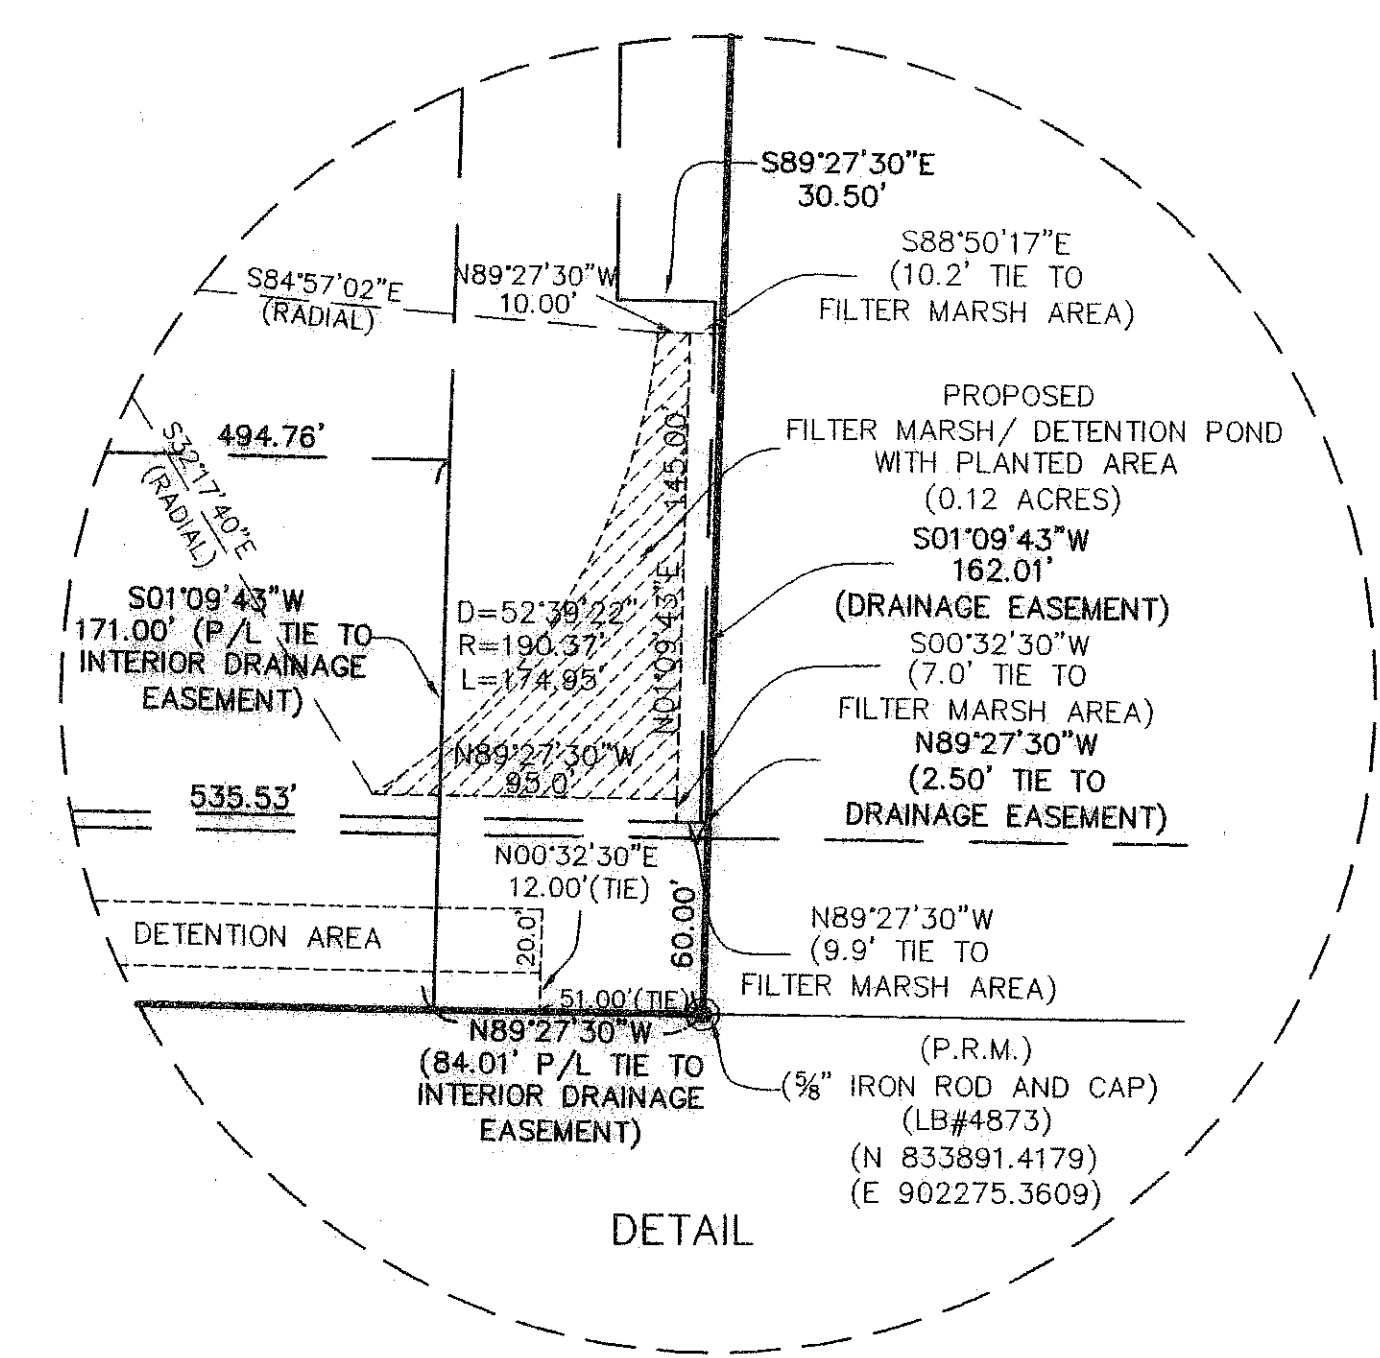 S89°27'30"E
30.50'
S88°50'17"E
(10.2' TIE TO
FILTER MARSH AREA)
N89°27'30"W
10.00'
S84°57'02"E
(RADIAL)
PROPOSED
FILTER MARSH/ DETENTION POND
WITH PLANTED AREA
(0.12 ACRES)
494.76'
S32°17'40"E
(RADIAL)
145.00'
N01°09'43"E
S01°09'43"W
162.01'
(DRAINAGE EASEMENT)
S01°09'43"W
171.00' (P/L TIE TO
INTERIOR DRAINAGE
EASEMENT)
D=52°39'22"
R=190.37'
L=174.95'
S00°32'30"W
(7.0' TIE TO
FILTER MARSH AREA)
N89°27'30"W
95.0'
N89°27'30"W
(2.50' TIE TO
DRAINAGE EASEMENT)
535.53'
N00°32'30"E
12.00'(TIE)
DETENTION AREA
20.0'
60.00'
N89°27'30"W
(9.9' TIE TO
FILTER MARSH AREA)
51.00'(TIE)
N89°27'30"W
(84.01' P/L TIE TO
INTERIOR DRAINAGE
EASEMENT)
(P.R.M.)
(5/8" IRON ROD AND CAP)
(LB#4873)
(N 833891.4179)
(E 902275.3609)
DETAIL